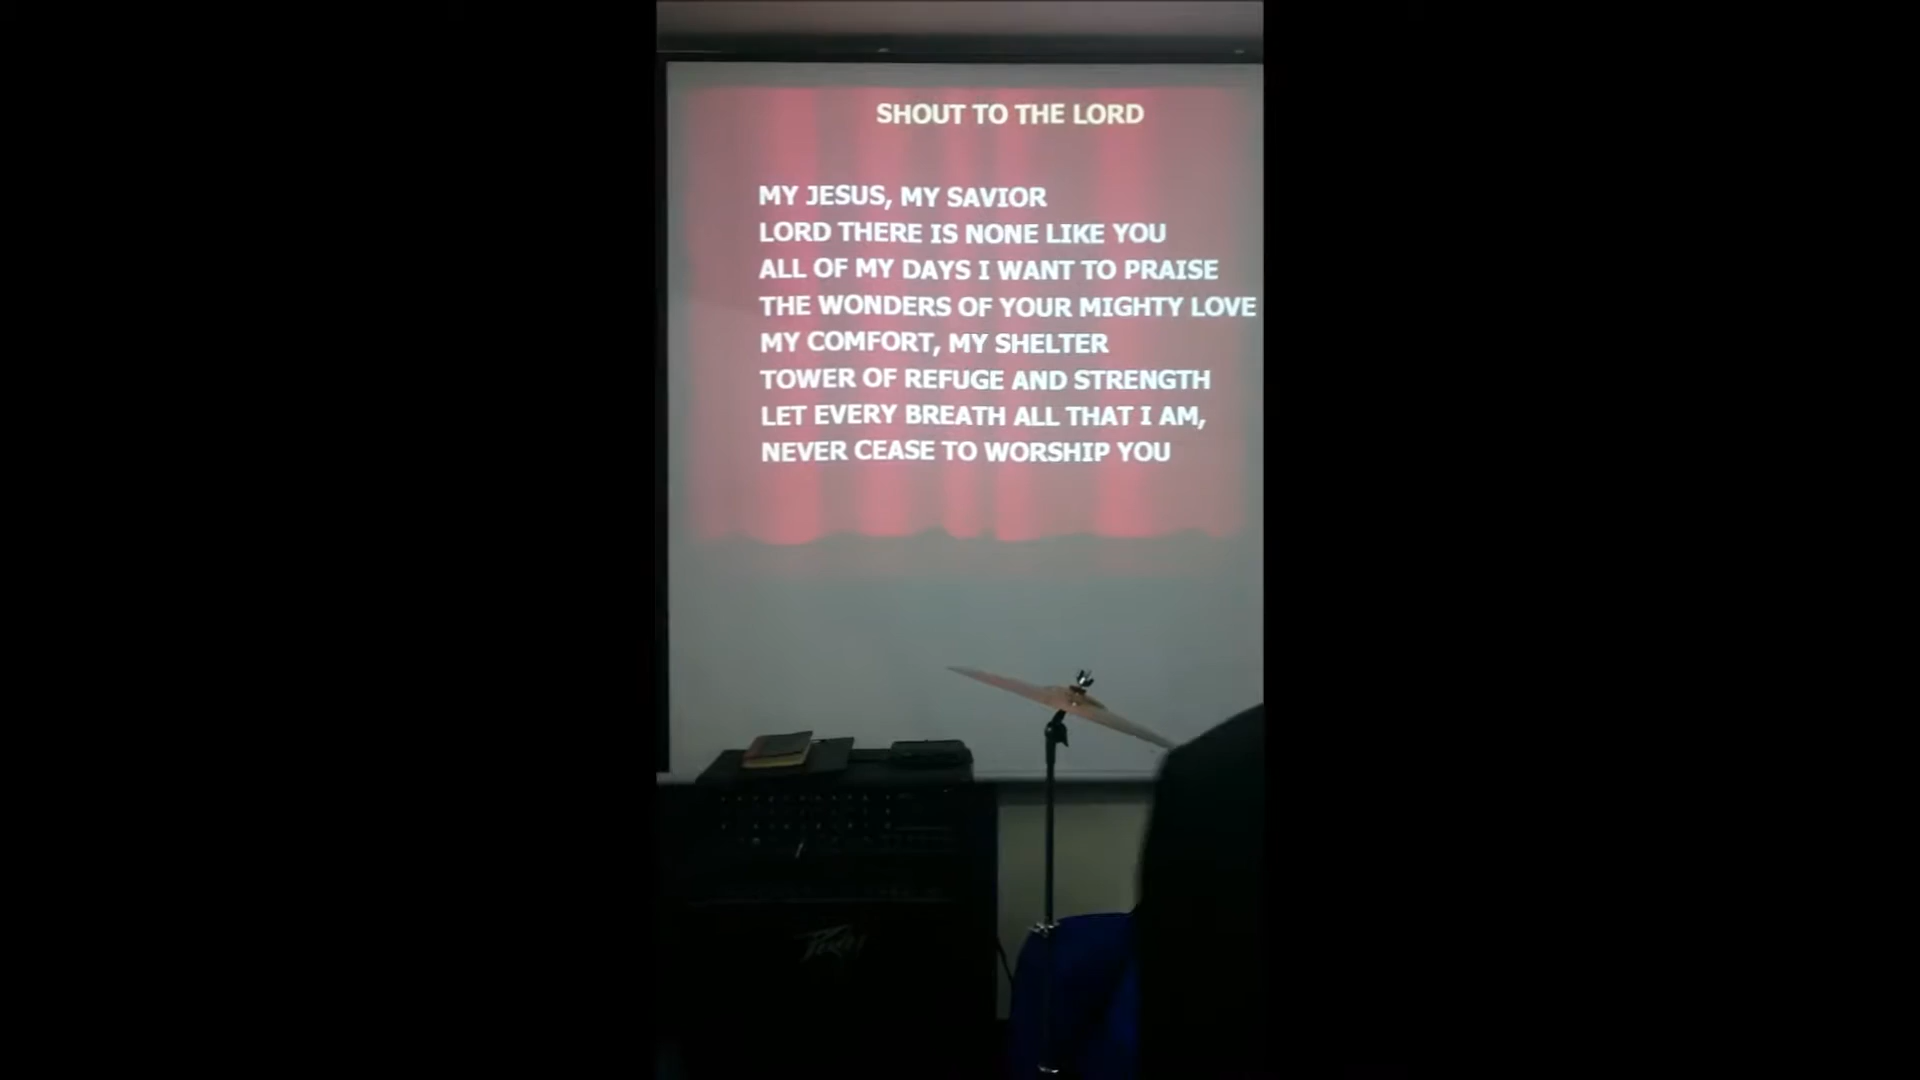 SHOUT TO THE LORD
MY JESUS, MY SAVIOR
LORD THERE IS NONE LIKE YOU
ALL OF MY DAYS I WANT TO PRAISE
THE WONDERS OF YOUR MIGHTY LOVE
MY COMFORT, MY SHELTER
TOWER OF REFUGE AND STRENGTH
LET EVERY BREATH ALL THAT I AM,
NEVER CEASE TO WORSHIP YOU
PEAVEY